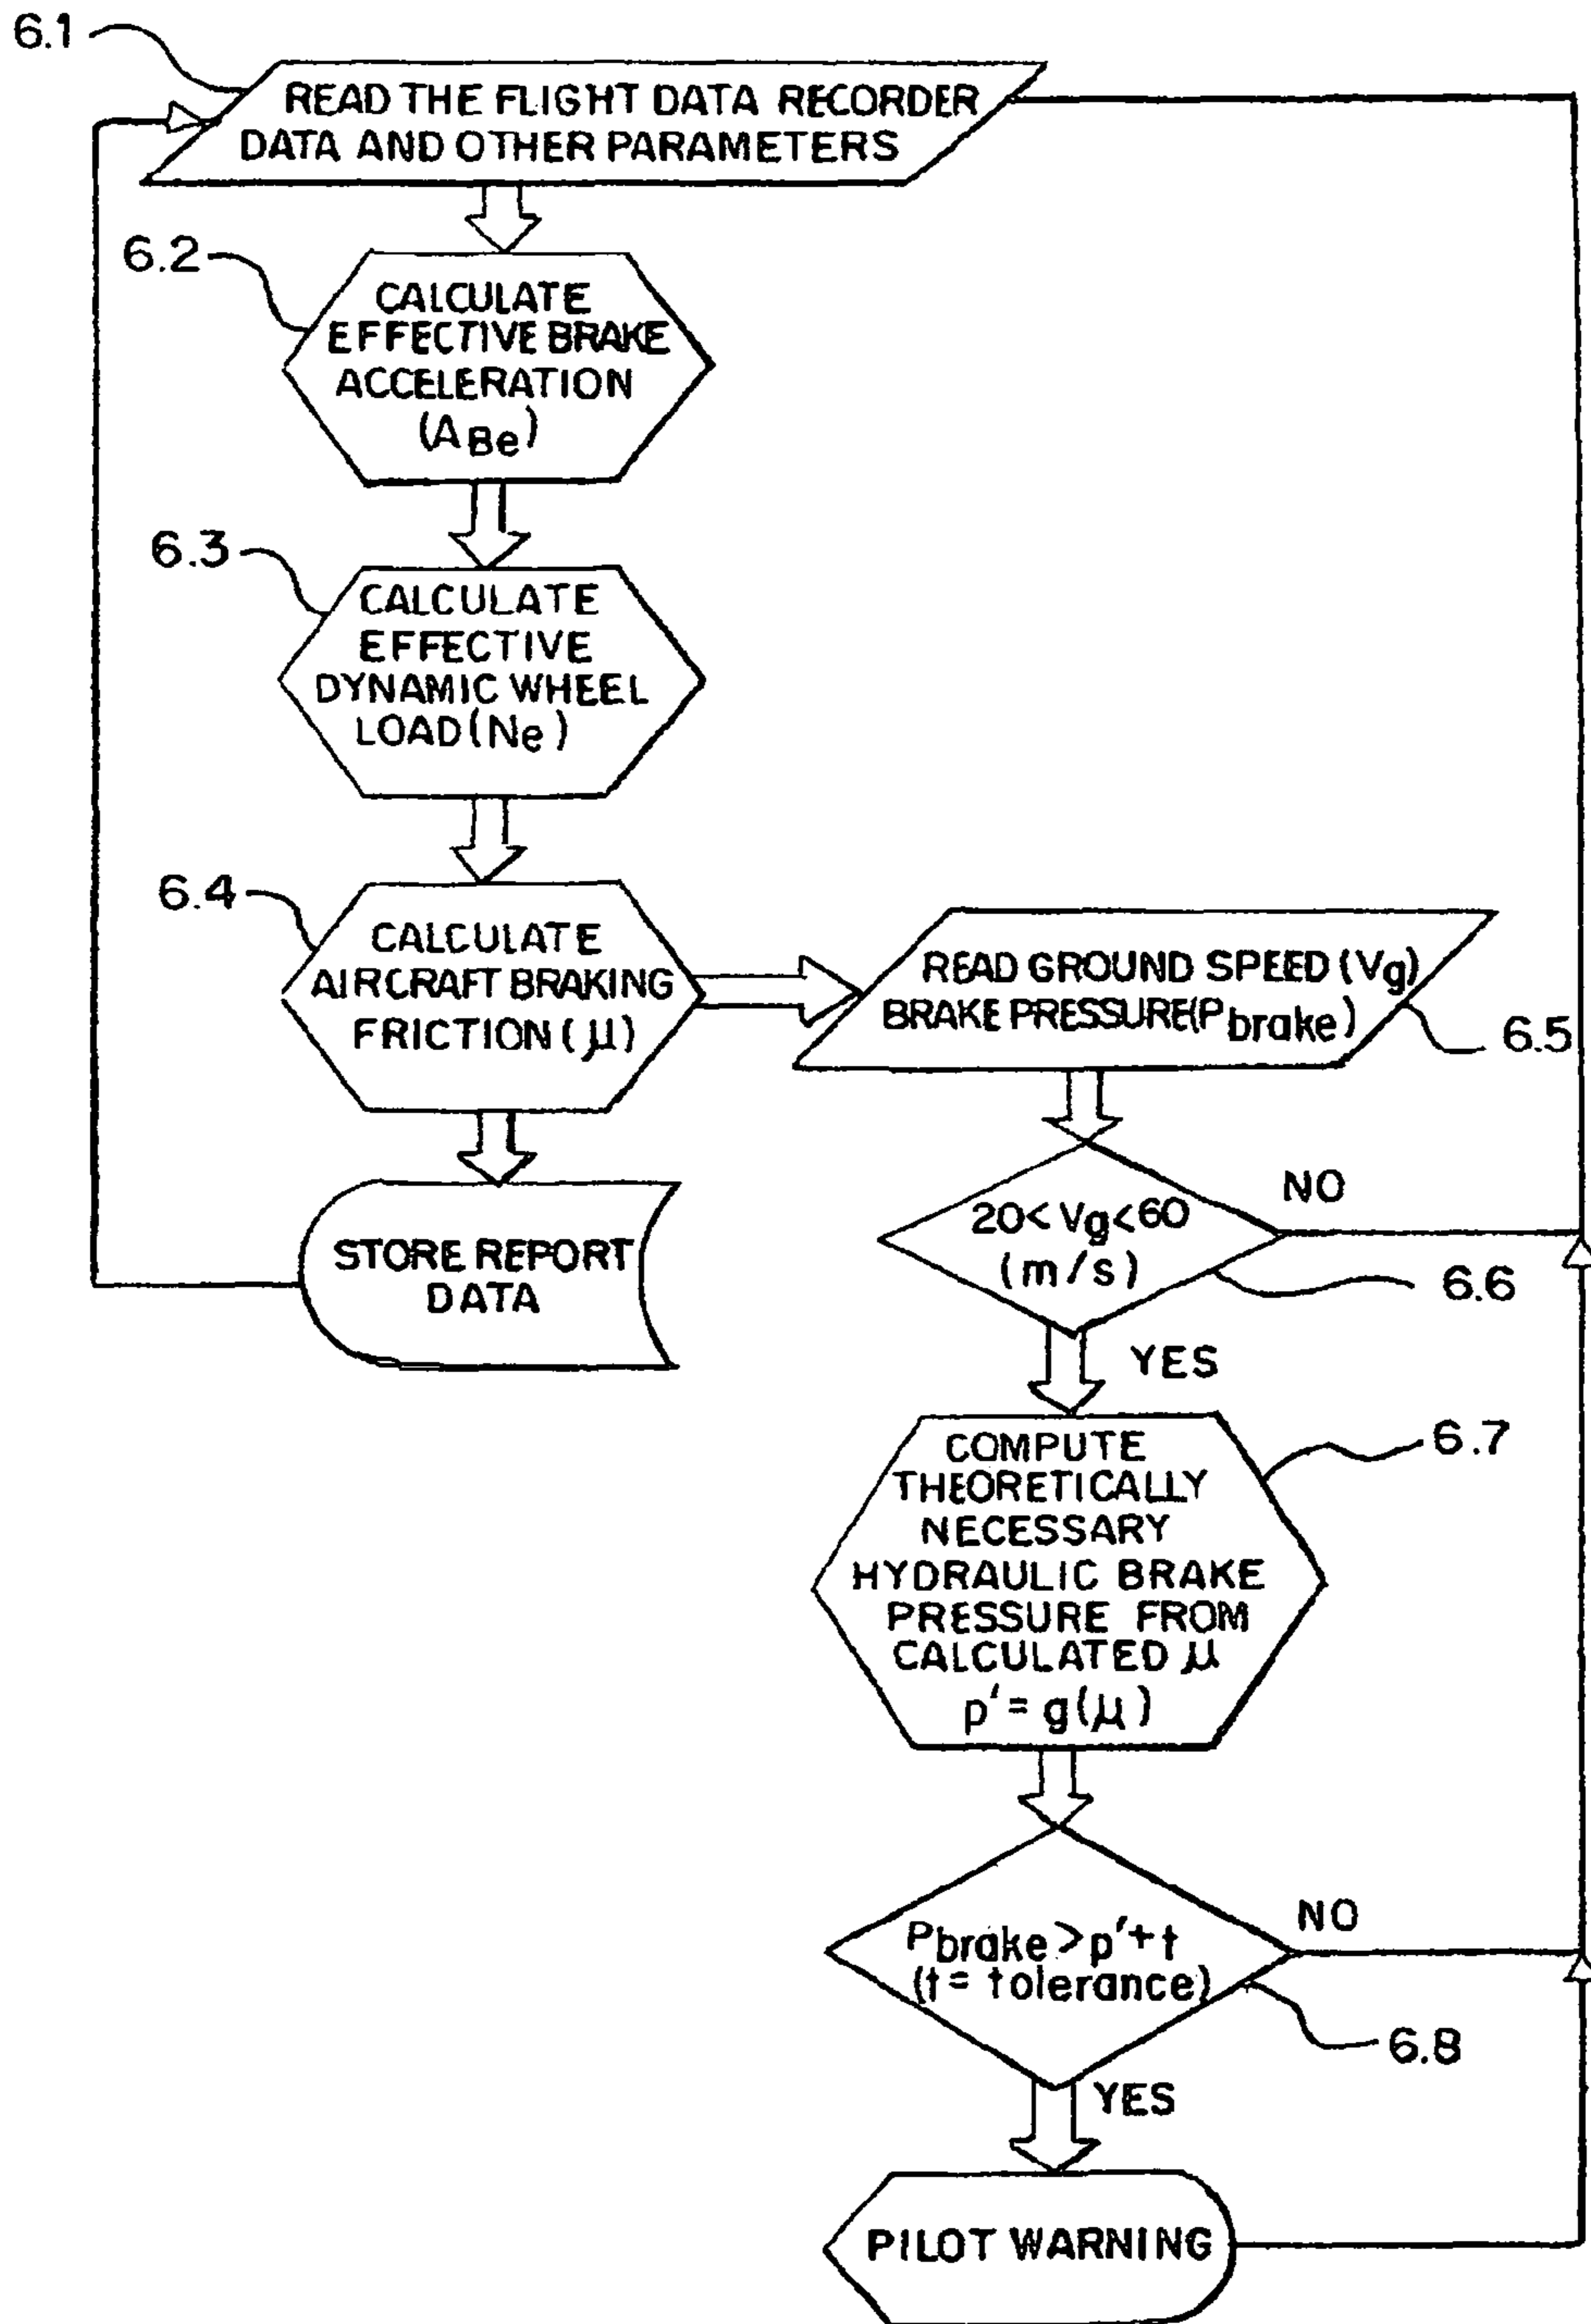 6.1
READ THE FLIGHT DATA RECORDER
DATA AND OTHER PARAMETERS
6.2
CALCULATE
EFFECTIVE BRAKE
ACCELERATION
(ABe)
6.3
CALCULATE
EFFECTIVE
DYNAMIC WHEEL
LOAD(Ne)
6.4
CALCULATE
AIRCRAFT BRAKING
FRICTION(μ)
READ GROUND SPEED (Vg)
BRAKE PRESSURE(Pbrake)
6.5
STORE REPORT
DATA
20<Vg<60
(m/s)
NO
6.6
YES
COMPUTE
THEORETICALLY
NECESSARY
HYDRAULIC BRAKE
PRESSURE FROM
CALCULATED μ
p'=g(μ)
6.7
Pbrake>p'+t
(t= tolerance)
NO
6.8
YES
PILOT WARNING